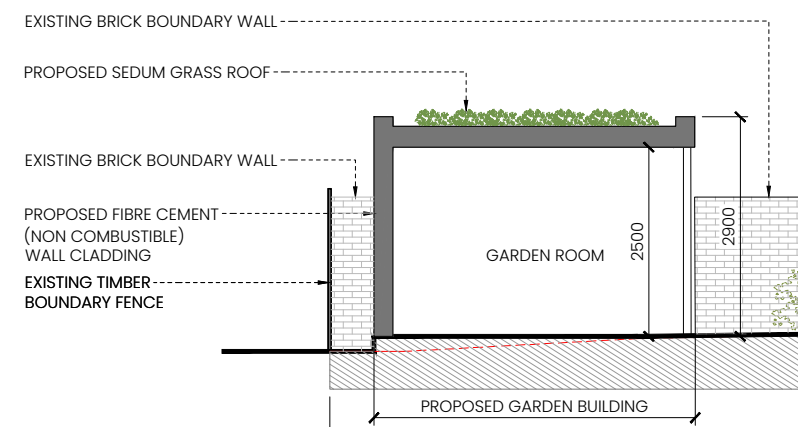 EXISTING BRICK BOUNDARY WALL
PROPOSED SEDUM GRASS ROOF
EXISTING BRICK BOUNDARY WALL
PROPOSED FIBRE CEMENT
(NON COMBUSTIBLE)
WALL CLADDING
EXISTING TIMBER
BOUNDARY FENCE
GARDEN ROOM
2500
2900
PROPOSED GARDEN BUILDING